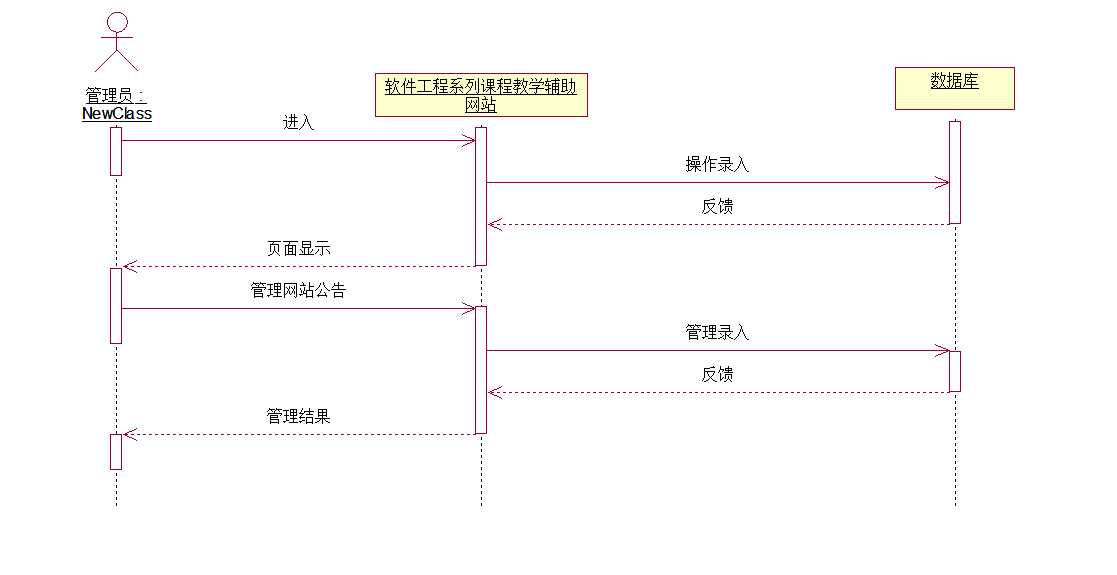 管理员 :
NewClass
软件工程系列课程教学辅助
网站
数据库
进入
操作录入
反馈
页面显示
管理网站公告
管理录入
反馈
管理结果